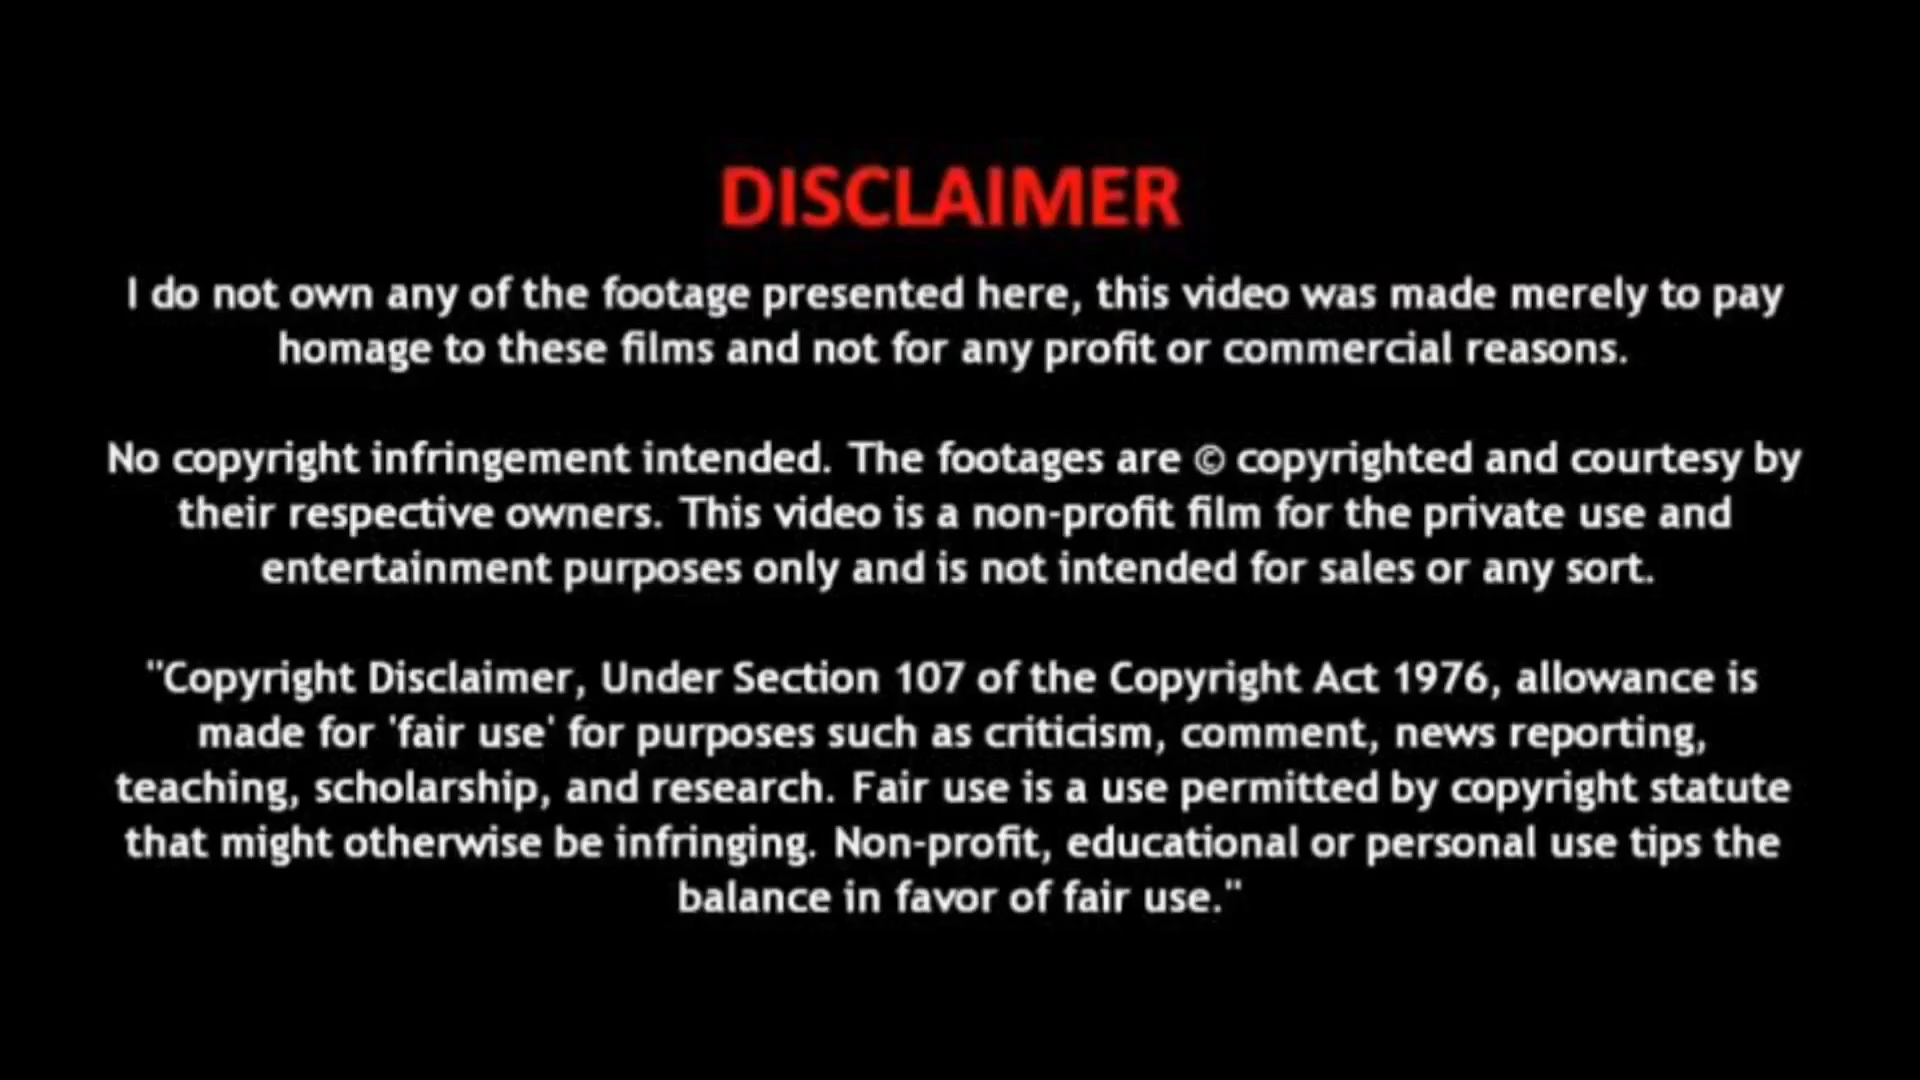 DISCLAIMER
I do not own any of the footage presented here, this video was made merely to pay
homage to these films and not for any profit or commercial reasons.
No copyright infringement intended. The footages are © copyrighted and courtesy by
their respective owners. This video is a non-profit film for the private use and
entertainment purposes only and is not intended for sales or any sort.
"Copyright Disclaimer, Under Section 107 of the Copyright Act 1976, allowance is
made for 'fair use' for purposes such as criticism, comment, news reporting,
teaching, scholarship, and research. Fair use is a use permitted by copyright statute
that might otherwise be infringing. Non-profit, educational or personal use tips the
balance in favor of fair use."